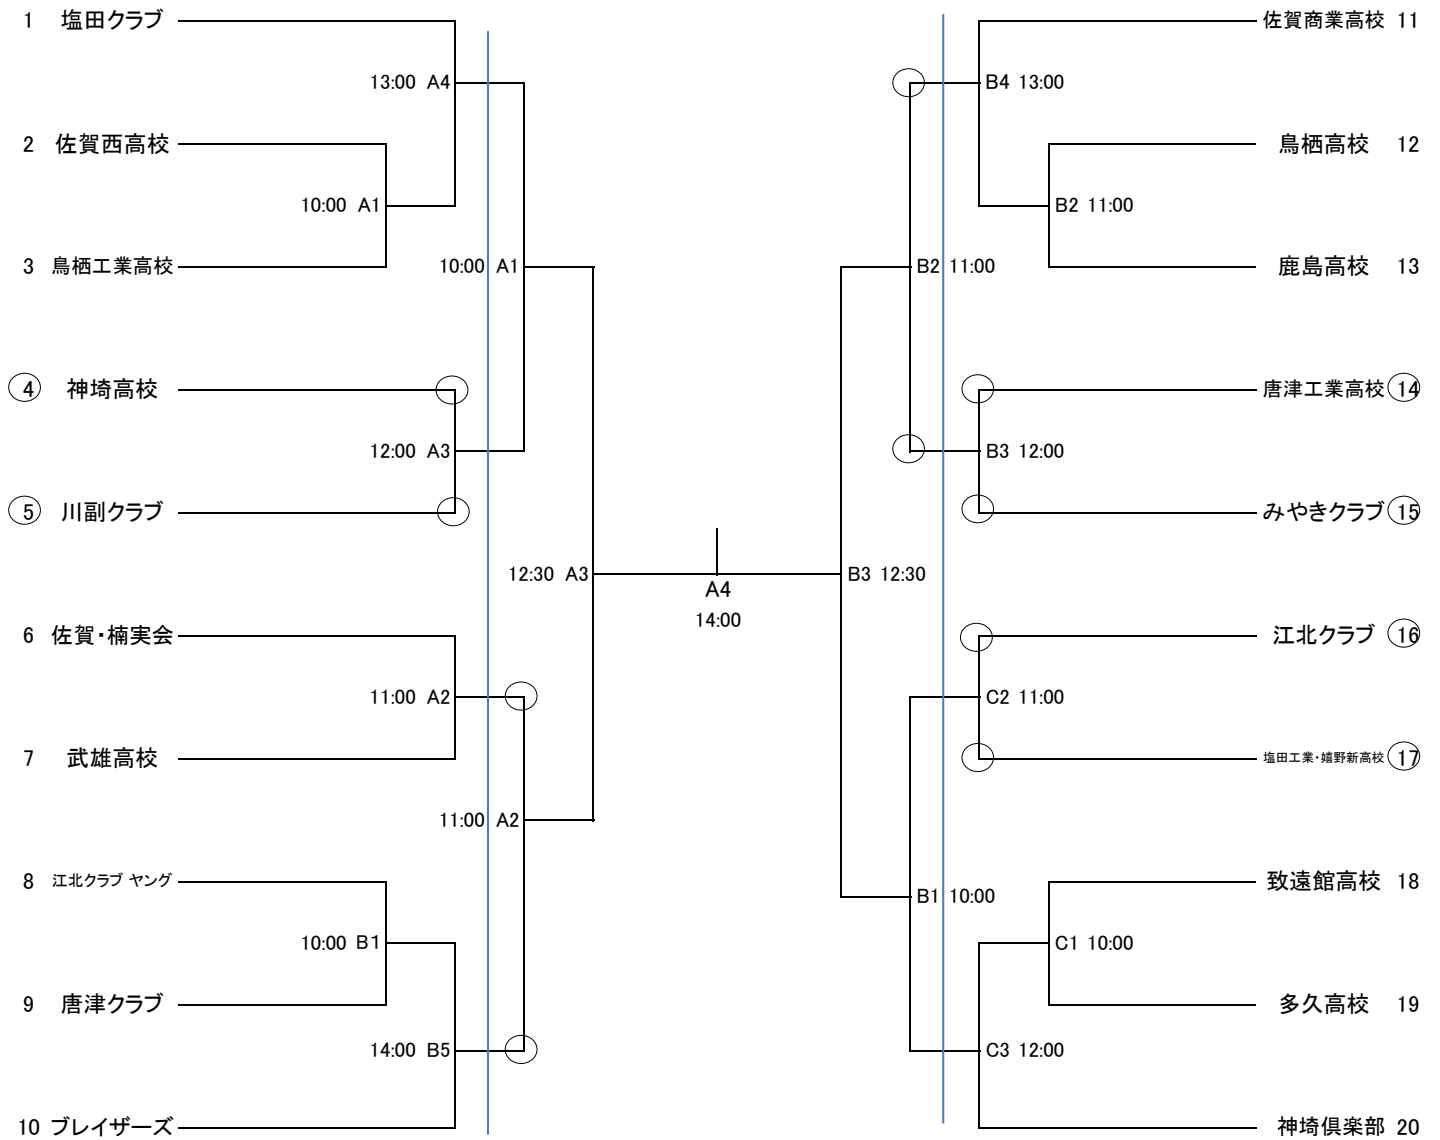 1 塩田クラブ
13:00 A4
2 佐賀西高校
10:00 A1
3 鳥栖工業高校
10:00 A1
④ 神埼高校
12:00 A3
⑤ 川副クラブ
12:30 A3
6 佐賀・楠実会
11:00 A2
7 武雄高校
11:00 A2
8 江北クラブ ヤング
10:00 B1
9 唐津クラブ
14:00 B5
10 ブレイザーズ
A4
14:00
佐賀商業高校 11
B4 13:00
鳥栖高校 12
B2 11:00
鹿島高校 13
B2 11:00
唐津工業高校 ⑭
B3 12:00
みやきクラブ ⑮
B3 12:30
江北クラブ ⑯
C2 11:00
塩田工業・嬉野新高校 ⑰
致遠館高校 18
B1 10:00
C1 10:00
多久高校 19
C3 12:00
神埼倶楽部 20